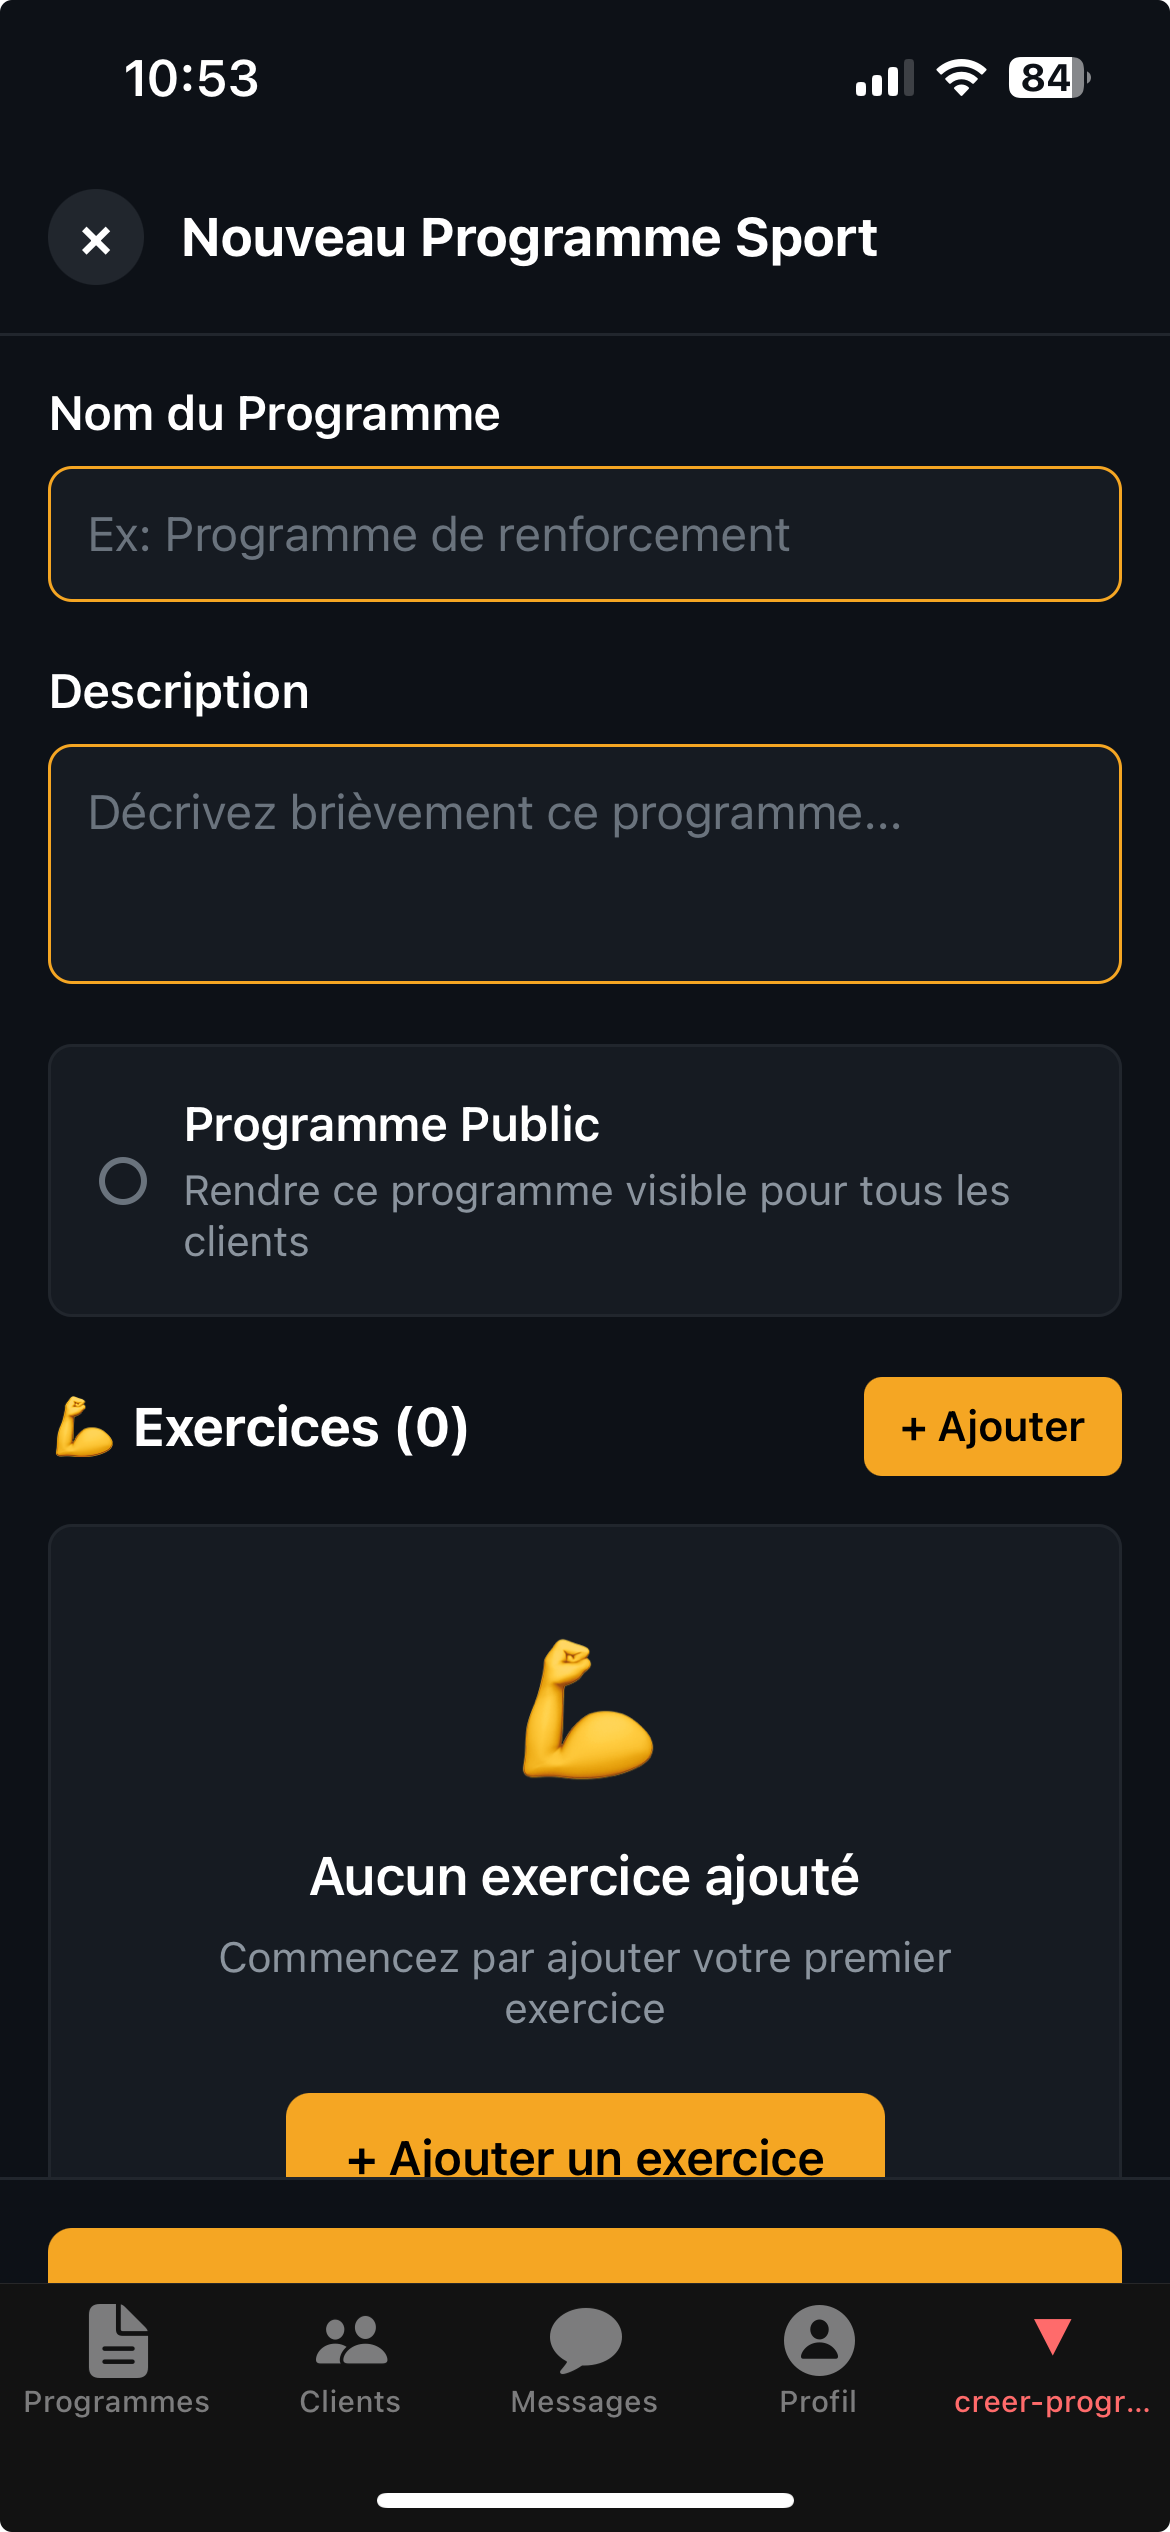 10:53
84
× Nouveau Programme Sport
Nom du Programme
Ex: Programme de renforcement
Description
Décrivez brièvement ce programme...
Programme Public
Rendre ce programme visible pour tous les
clients
💪 Exercices (0)
+ Ajouter
Aucun exercice ajouté
Commencez par ajouter votre premier
exercice
+ Ajouter un exercice
Programmes
Clients
Messages
Profil
creer-progr...